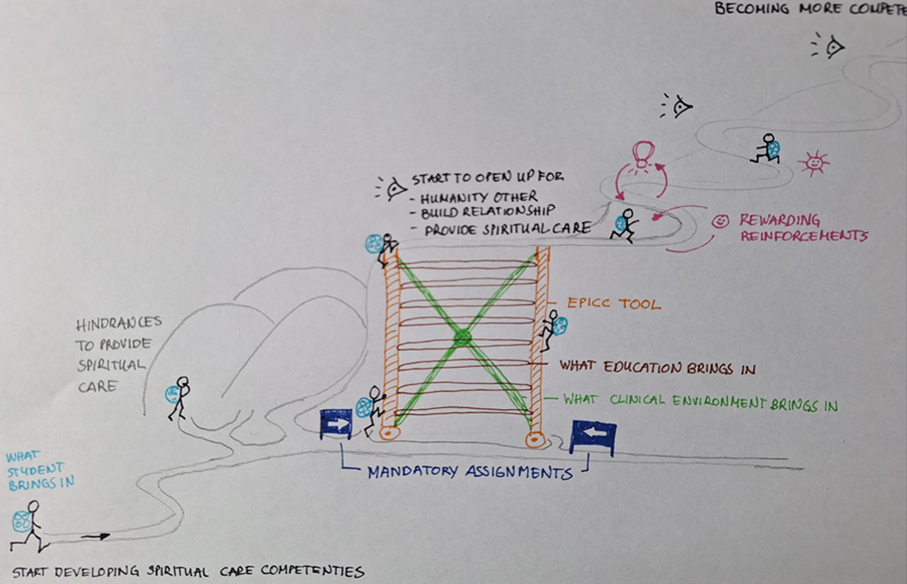 BECOMING MORE COMPETE
START TO OPEN UP FOR
- HUMANITY OTHER
- BUILD RELATIONSHIP
- PROVIDE SPIRITUAL CARE
REWARDING
REINFORCEMENTS
EPICC TOOL
HINDRANCES
TO PROVIDE
SPIRITUAL
CARE
WHAT EDUCATION BRINGS IN
WHAT CLINICAL ENVIRONMENT BRINGS IN
MANDATORY ASSIGNMENTS
WHAT
STUDENT
BRINGS IN
START DEVELOPING SPIRITUAL CARE COMPETENTIES